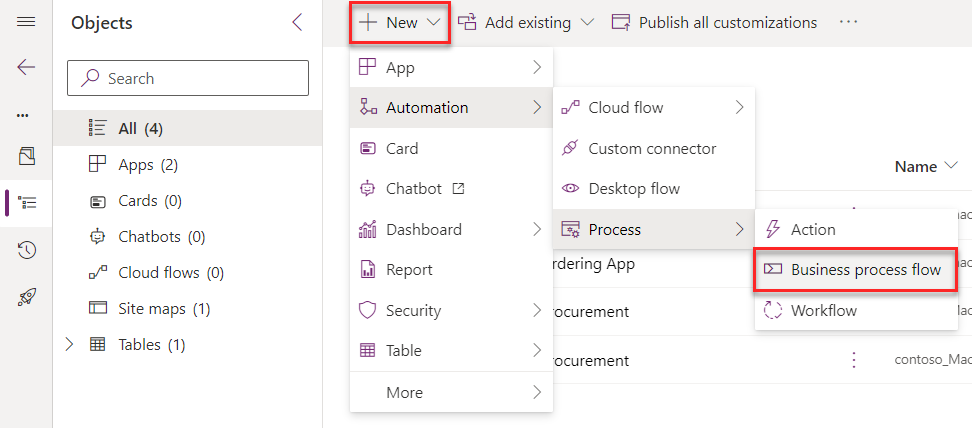 Objects
Search
All (4)
Apps (2)
Cards (0)
Chatbots (0)
Cloud flows (0)
Site maps (1)
Tables (1)
New
Add existing
Publish all customizations
App
Automation
Card
Chatbot
Dashboard
Report
Security
Table
More
Cloud flow
Custom connector
Desktop flow
Process
Action
Business process flow
Workflow
Name
rdering App
rocurement
rocurement
contoso_Mac